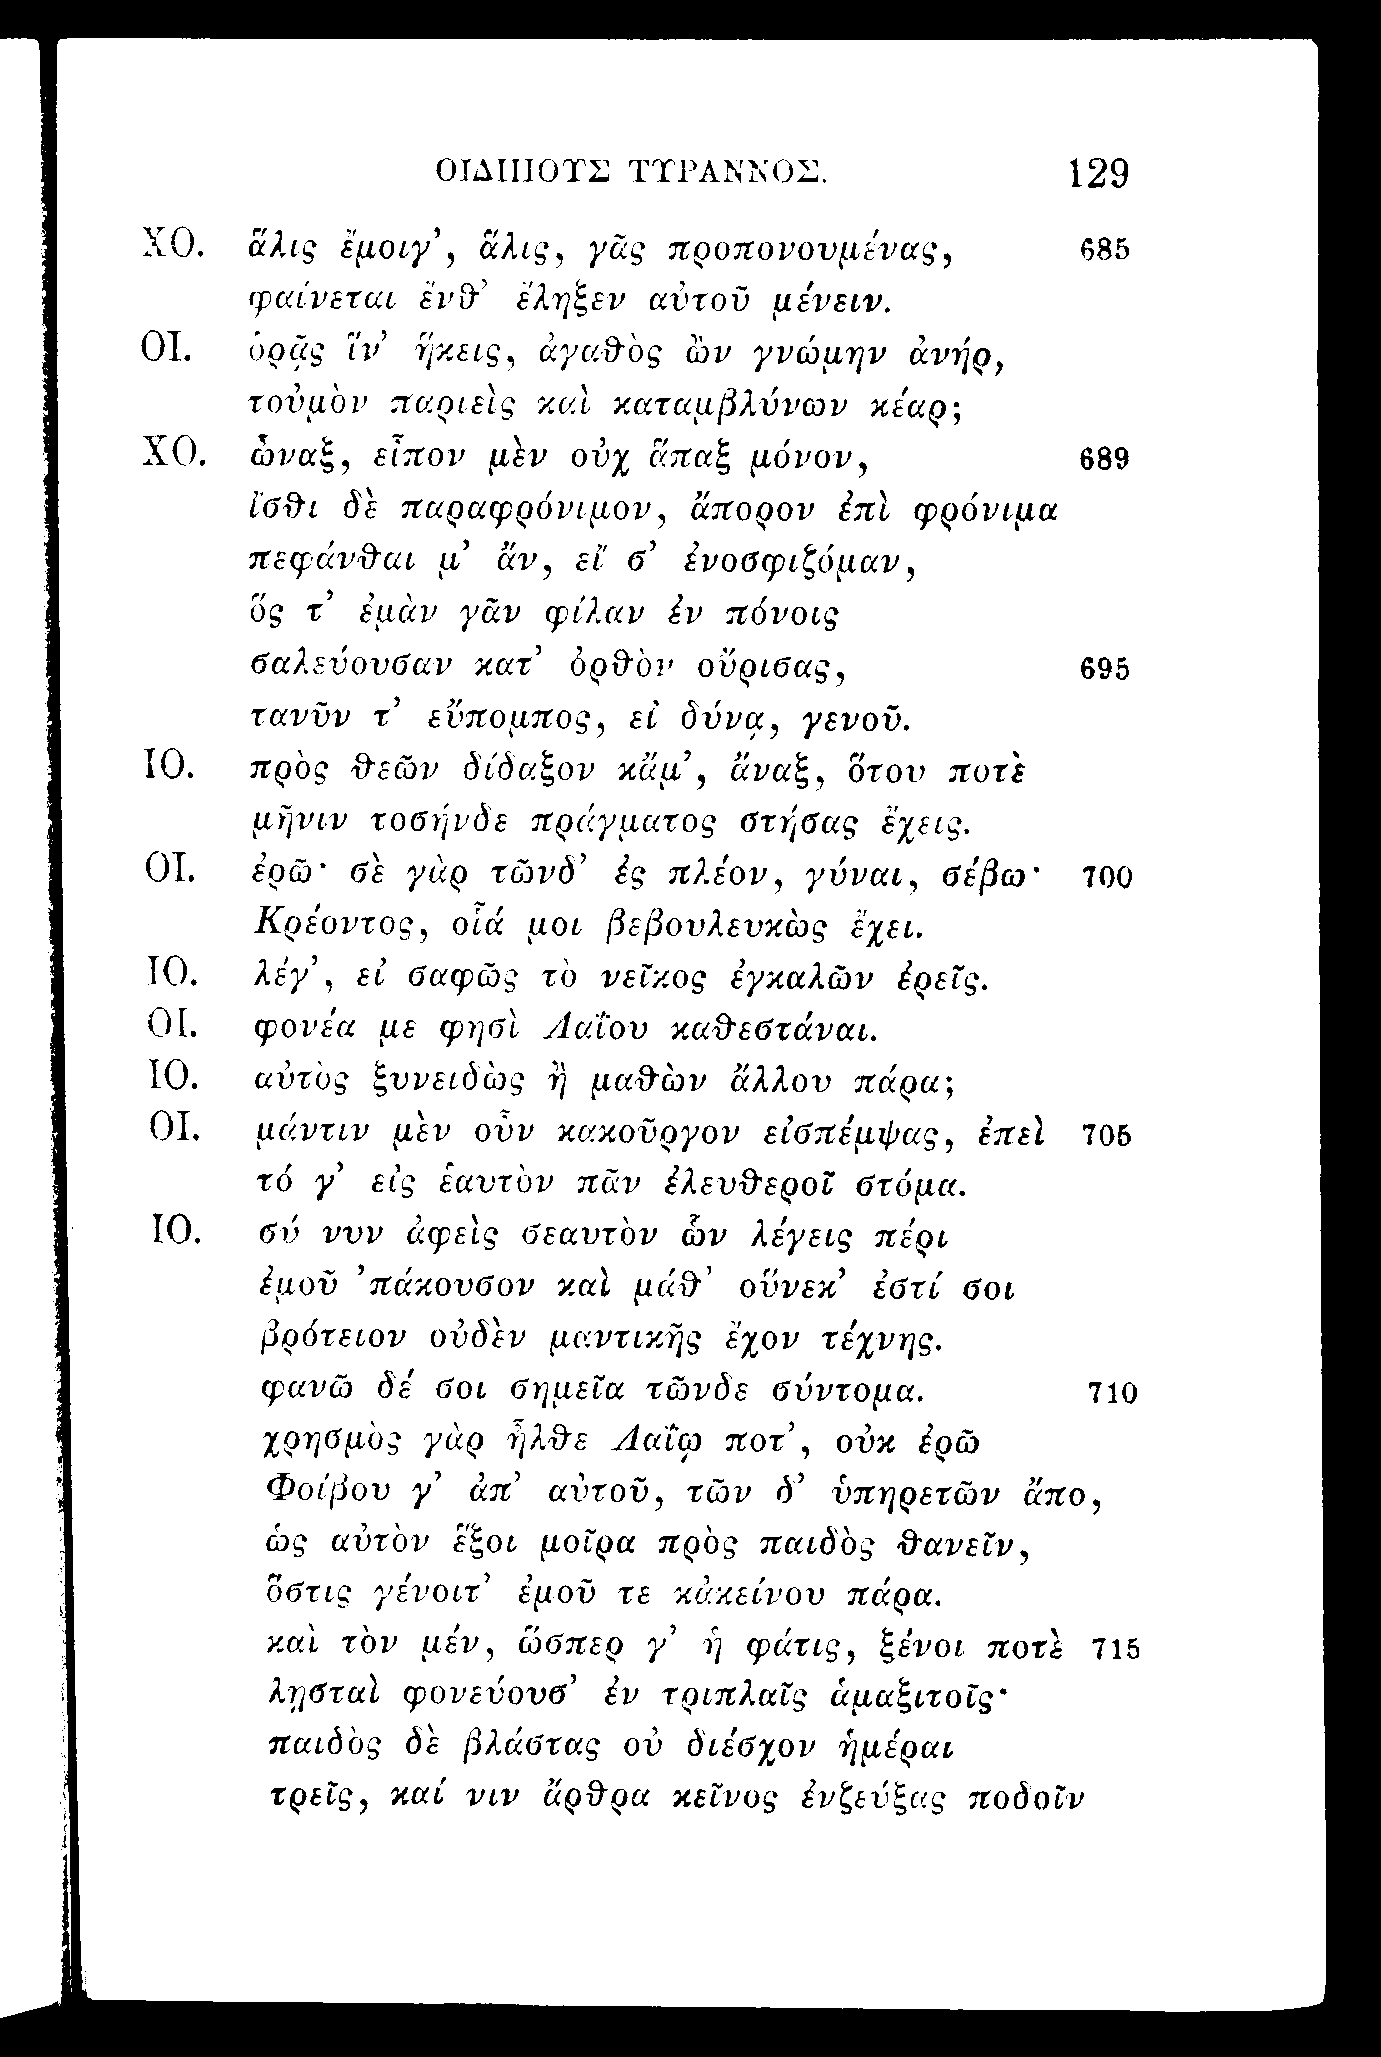 ΟΙΔΙΠΟΥΣ ΤΥΡΑΝΝΟΣ. 129
ΧΟ. ἅλις ἔμοιγ’, ἅλις, γᾶς προπονουμένας, 685
φαίνεται ἔνθ’ ἔληξεν αὐτοῦ μένειν.
ΟΙ. ὁρᾷς ἵν’ ἥκεις, ἀγαθὸς ὢν γνώμην ἀνήρ,
τοὐμὸν παριεὶς καὶ καταμβλύνων κέαρ;
ΧΟ. ὦναξ, εἶπον μὲν οὐχ ἅπαξ μόνον, 689
ἴσθι δὲ παραφρόνιμον, ἄπορον ἐπὶ φρόνιμα
πεφάνθαι μ’ ἄν, εἴ σ’ ἐνοσφιζόμαν,
ὅς τ’ ἐμὰν γᾶν φίλαν ἐν πόνοις
σαλεύουσαν κατ’ ὀρθὸν οὔρισας, 695
τανῦν τ’ εὔπομπος, εἰ δύνᾳ, γενοῦ.
ΙΟ. πρὸς θεῶν δίδαξον κἄμ’, ἄναξ, ὅτου ποτὲ
μῆνιν τοσήνδε πράγματος στήσας ἔχεις.
ΟΙ. ἐρῶ· σὲ γὰρ τῶνδ’ ἐς πλέον, γύναι, σέβω· 700
Κρέοντος, οἷά μοι βεβουλευκὼς ἔχει.
ΙΟ. λέγ’, εἰ σαφῶς τὸ νεῖκος ἐγκαλῶν ἐρεῖς.
ΟΙ. φονέα με φησὶ Λαΐου καθεστάναι.
ΙΟ. αὐτὸς ξυνειδὼς ἢ μαθὼν ἄλλου πάρα;
ΟΙ. μάντιν μὲν οὖν κακοῦργον εἰσπέμψας, ἐπεὶ 705
τό γ’ εἰς ἑαυτὸν πᾶν ἐλευθεροῖ στόμα.
ΙΟ. σύ νυν ἀφεὶς σεαυτὸν ὧν λέγεις πέρι
ἐμοῦ ’πάκουσον καὶ μάθ’ οὕνεκ’ ἐστί σοι
βρότειον οὐδὲν μαντικῆς ἔχον τέχνης.
φανῶ δέ σοι σημεῖα τῶνδε σύντομα. 710
χρησμὸς γὰρ ἦλθε Λαΐῳ ποτ’, οὐκ ἐρῶ
Φοίβου γ’ ἀπ’ αὐτοῦ, τῶν δ’ ὑπηρετῶν ἄπο,
ὡς αὐτὸν ἕξοι μοῖρα πρὸς παιδὸς θανεῖν,
ὅστις γένοιτ’ ἐμοῦ τε κἀκείνου πάρα.
καὶ τὸν μέν, ὥσπερ γ’ ἡ φάτις, ξένοι ποτὲ 715
λῃσταὶ φονεύουσ’ ἐν τριπλαῖς ἁμαξιτοῖς·
παιδὸς δὲ βλάστας οὐ διέσχον ἡμέραι
τρεῖς, καί νιν ἄρθρα κεῖνος ἐνζεύξας ποδοῖν